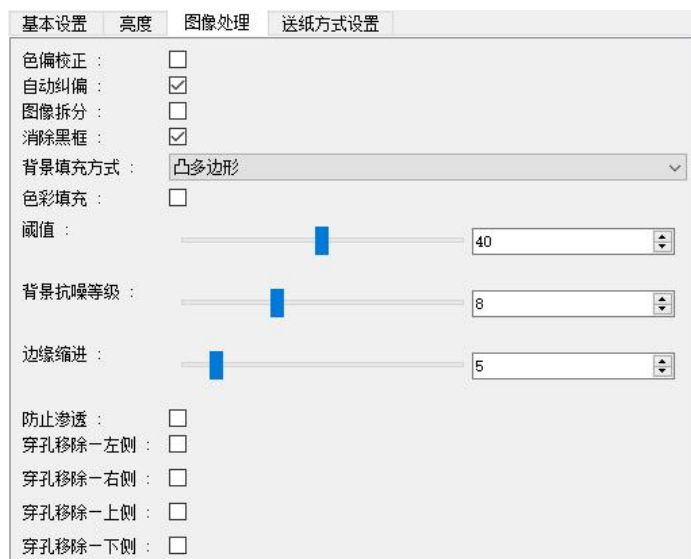 基本设置 亮度 图像处理 送纸方式设置
色偏校正：
自动纠偏：
图像拆分：
消除黑框：
背景填充方式： 凸多边形
色彩填充：
阈值： 40
背景抗噪等级： 8
边缘缩进： 5
防止渗透：
穿孔移除－左侧：
穿孔移除－右侧：
穿孔移除－上侧：
穿孔移除－下侧：